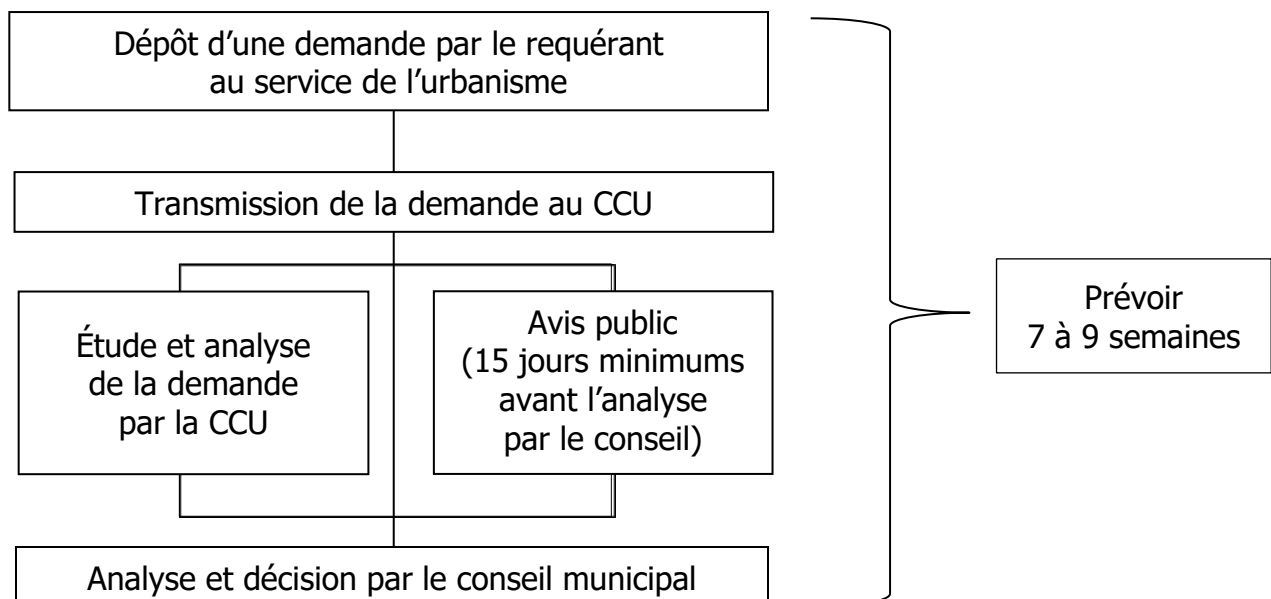 Dépôt d’une demande par le requérant
au service de l’urbanisme
Transmission de la demande au CCU
Étude et analyse
de la demande
par la CCU
Avis public
(15 jours minimums
avant l’analyse
par le conseil)
Prévoir
7 à 9 semaines
Analyse et décision par le conseil municipal